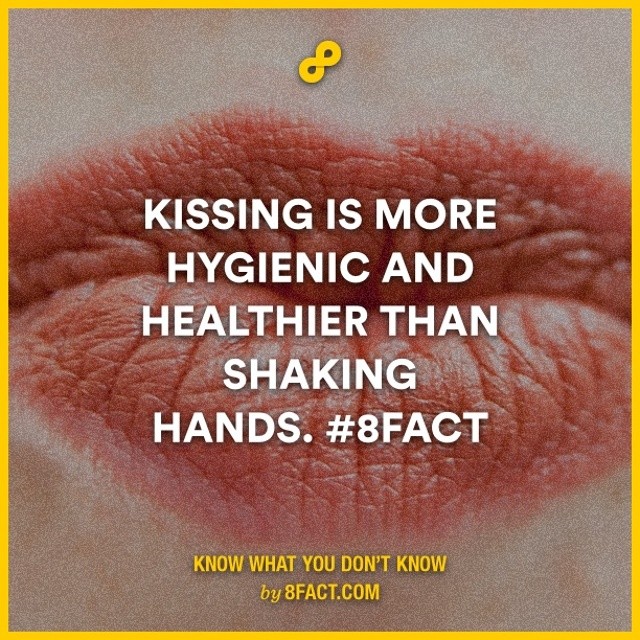 KISSING IS MORE
HYGIENIC AND
HEALTHIER THAN
SHAKING
HANDS. #8FACT
KNOW WHAT YOU DON'T KNOW
by 8FACT.COM